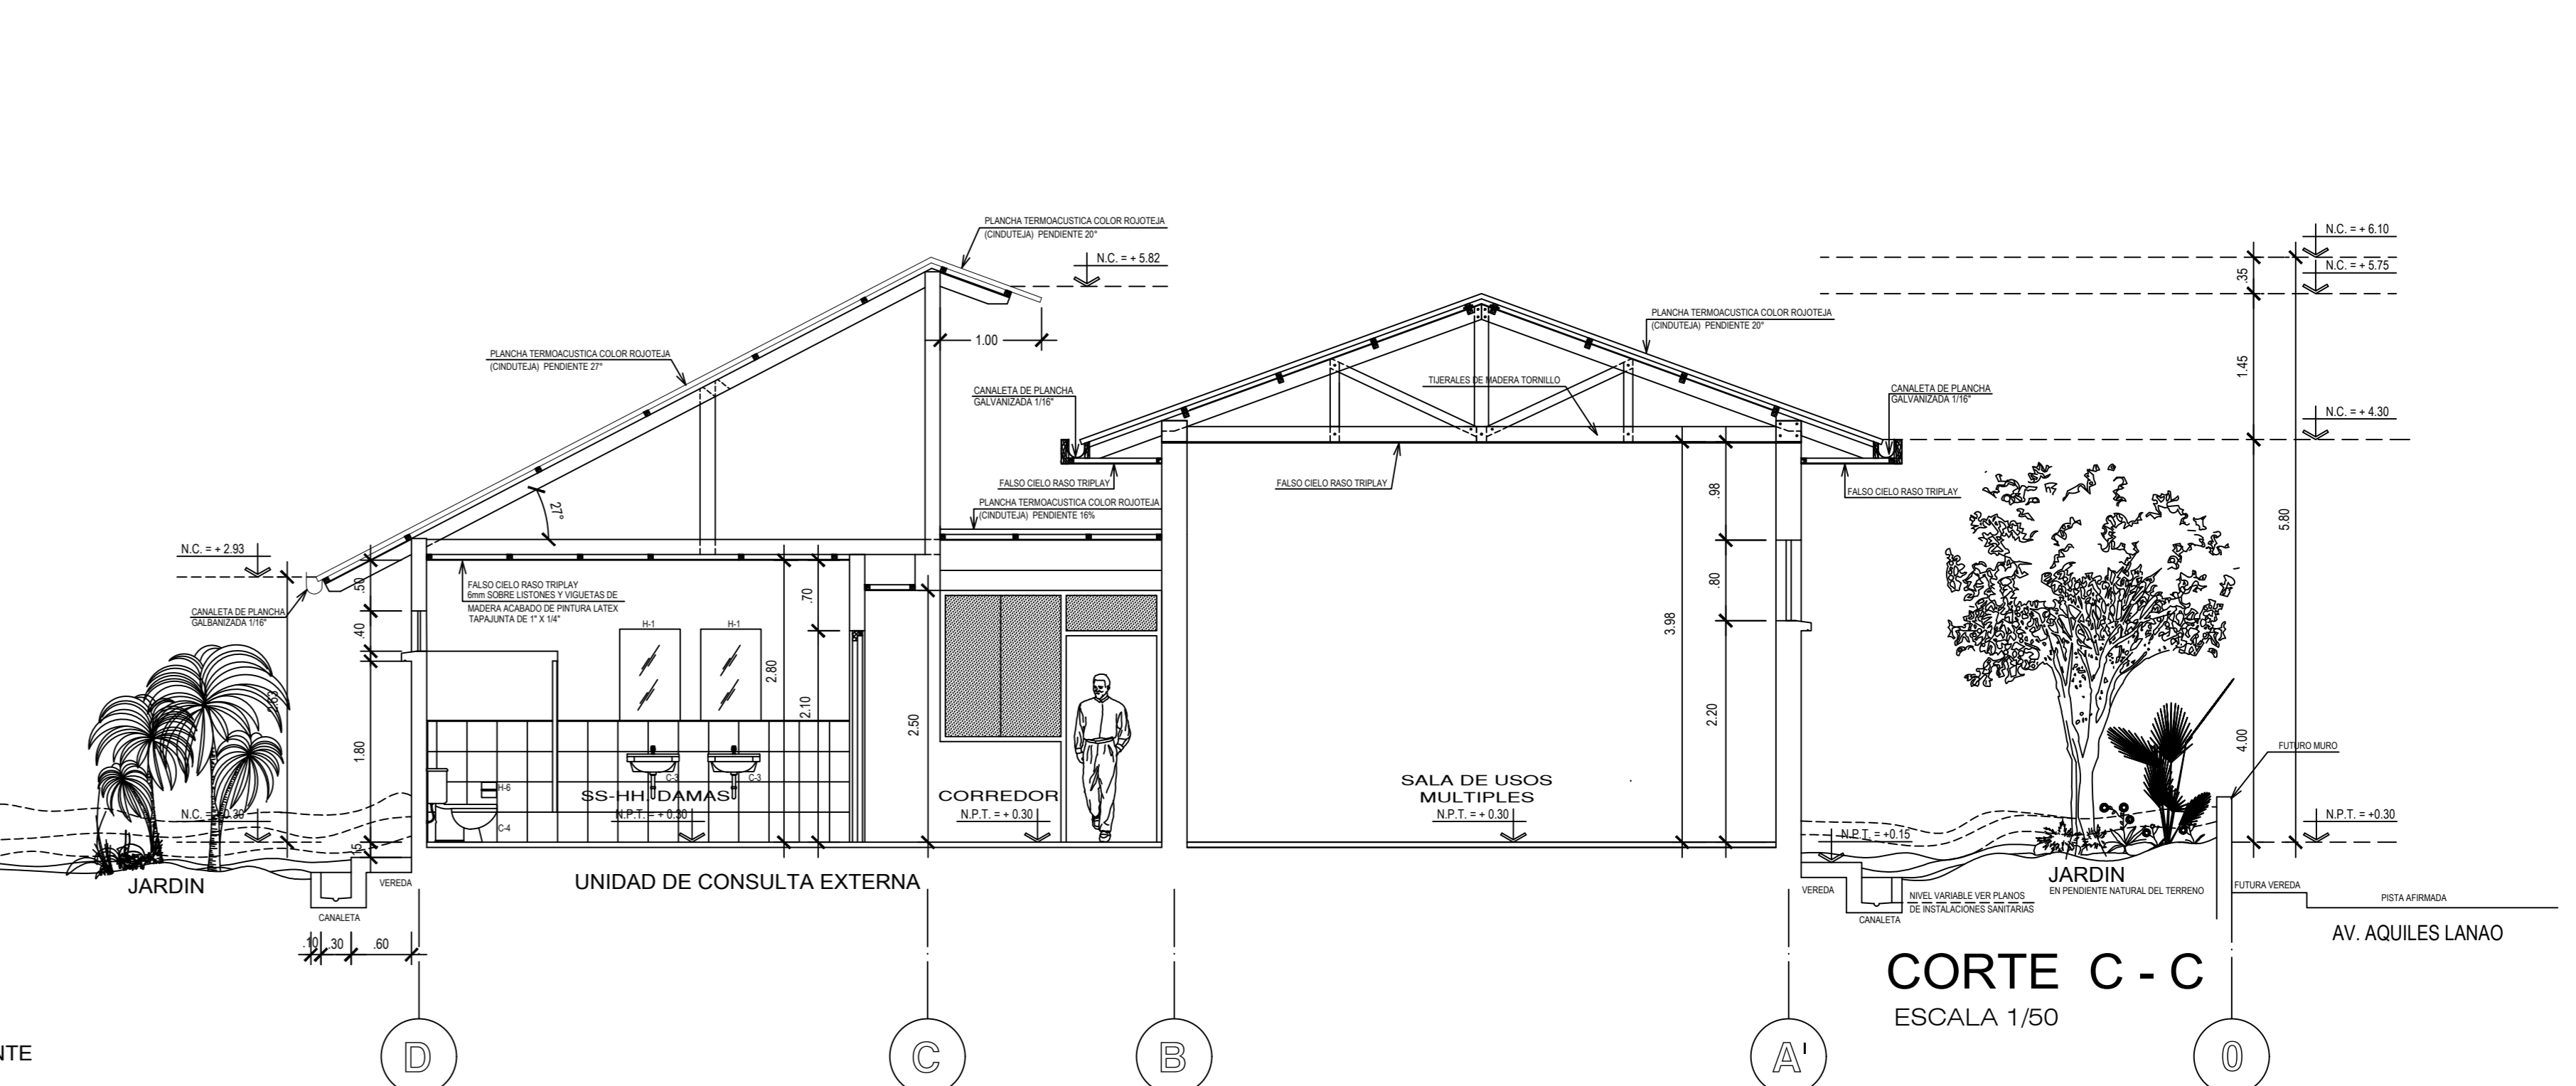 PLANCHA TERMOACUSTICA COLOR ROJOTEJA
(CINDUTEJA) PENDIENTE 20°
N.C. = + 5.82
N.C. = + 6.10
N.C. = + 5.75
.35
1.00
PLANCHA TERMOACUSTICA COLOR ROJOTEJA
(CINDUTEJA) PENDIENTE 20°
PLANCHA TERMOACUSTICA COLOR ROJOTEJA
(CINDUTEJA) PENDIENTE 27°
1.45
CANALETA DE PLANCHA
GALVANIZADA 1/16"
TIJERALES DE MADERA TORNILLO
CANALETA DE PLANCHA
GALVANIZADA 1/16"
N.C. = + 4.30
FALSO CIELO RASO TRIPLAY
FALSO CIELO RASO TRIPLAY
FALSO CIELO RASO TRIPLAY
.98
PLANCHA TERMOACUSTICA COLOR ROJOTEJA
(CINDUTEJA) PENDIENTE 16%
27°
5.80
N.C. = + 2.93
.50
FALSO CIELO RASO TRIPLAY
6mm SOBRE LISTONES Y VIGUETAS DE
MADERA ACABADO DE PINTURA LATEX
TAPAJUNTA DE 1" X 1/4"
.70
.80
CANALETA DE PLANCHA
GALBANIZADA 1/16"
.40
H-1
H-1
3.98
2.80
2.10
2.50
2.20
1.80
4.00
FUTURO MURO
C-3
C-3
H-6
SS-HH. DAMAS
N.P.T. = + 0.30
CORREDOR
N.P.T. = + 0.30
SALA DE USOS
MULTIPLES
N.P.T. = + 0.30
N.C. = +0.30
C-4
N.P.T. = +0.15
N.P.T. = +0.30
.15
JARDIN
VEREDA
UNIDAD DE CONSULTA EXTERNA
VEREDA
JARDIN
EN PENDIENTE NATURAL DEL TERRENO
FUTURA VEREDA
PISTA AFIRMADA
NIVEL VARIABLE VER PLANOS
DE INSTALACIONES SANITARIAS
CANALETA
CANALETA
AV. AQUILES LANAO
.10
.30
.60
CORTE C - C
ESCALA 1/50
D
C
B
A'
0
NTE